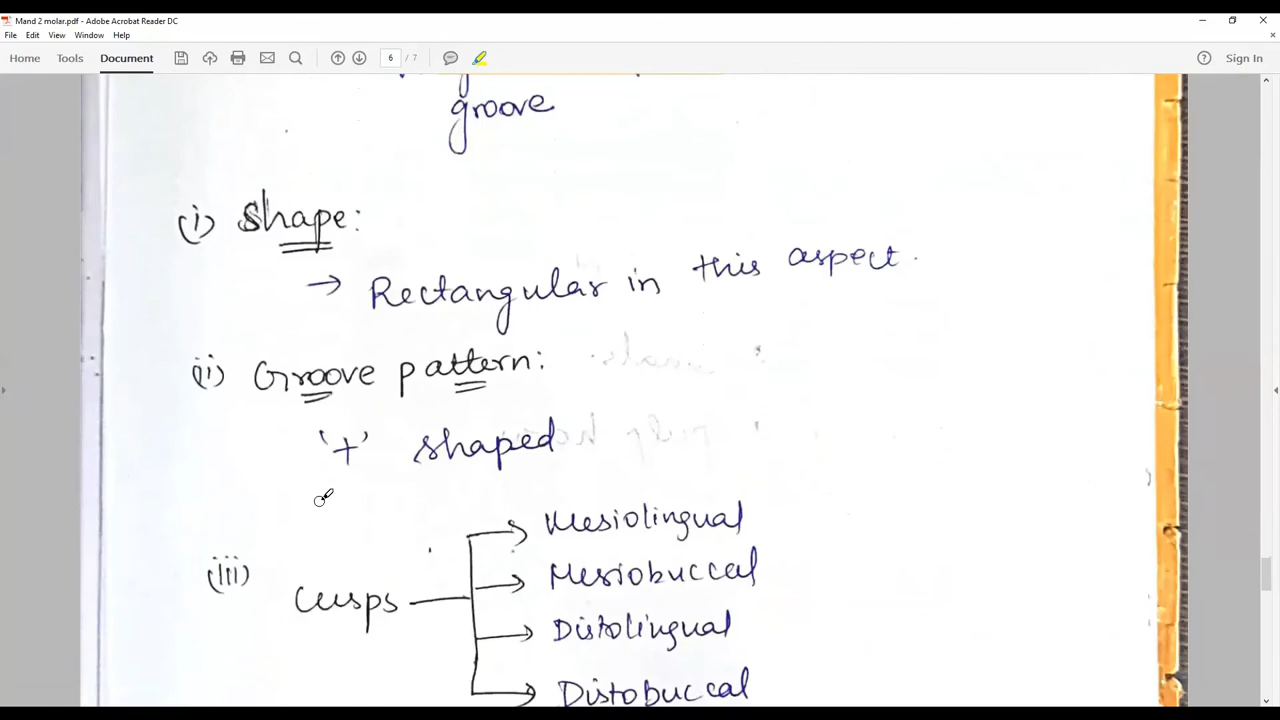 Mand 2 molar.pdf - Adobe Acrobat Reader DC
File Edit View Window Help
Home Tools Document 6 / 7 Sign In
groove
(i) Shape:
→ Rectangular in this aspect.
(ii) Groove pattern:
'+' shaped
(iii) Cusps
→ Mesiolingual
→ Mesiobuccal
→ Distolingual
→ Distobuccal